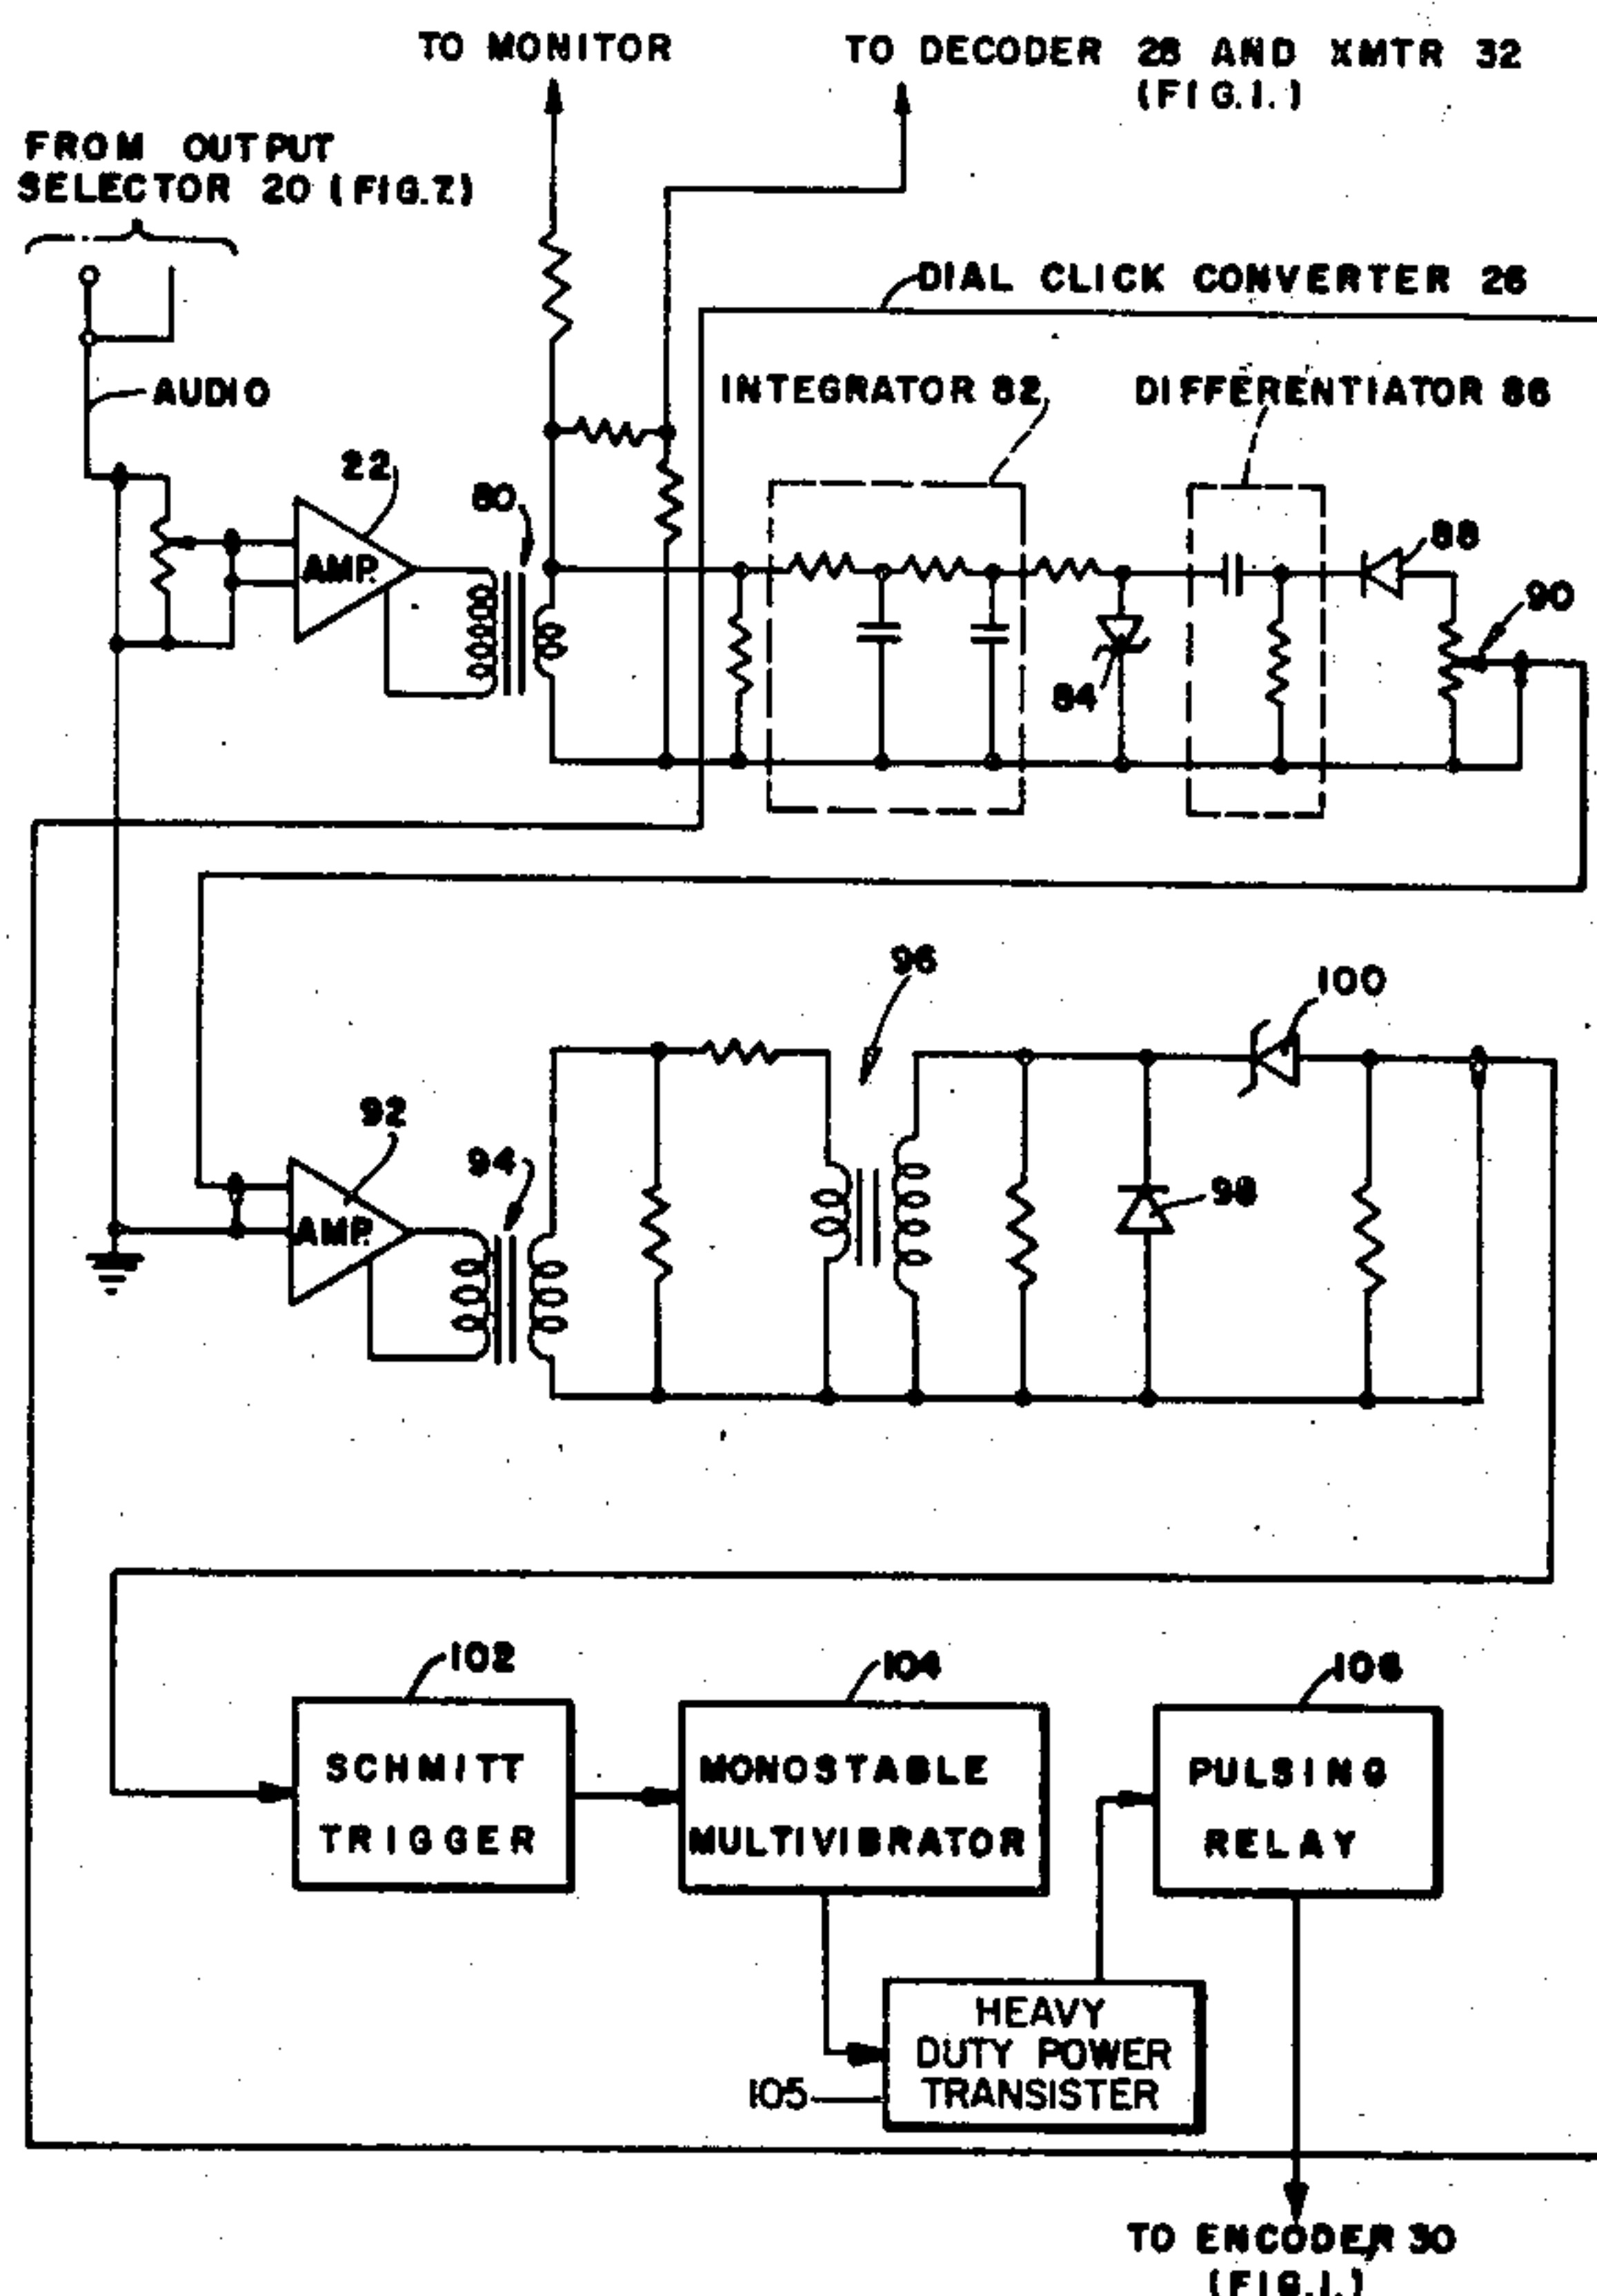 TO MONITOR
TO DECODER 28 AND XMTR 32
(FIG.1.)
FROM OUTPUT
SELECTOR 20 (FIG.7.)
DIAL CLICK CONVERTER 26
AUDIO
INTEGRATOR 82
DIFFERENTIATOR 86
22
80
88
AMP.
90
84
96
100
92
94
98
AMP.
102
104
106
SCHMITT
TRIGGER
MONOSTABLE
MULTIVIBRATOR
PULSING
RELAY
HEAVY
DUTY POWER
TRANSISTER
105
TO ENCODER 30
(FIG.1.)